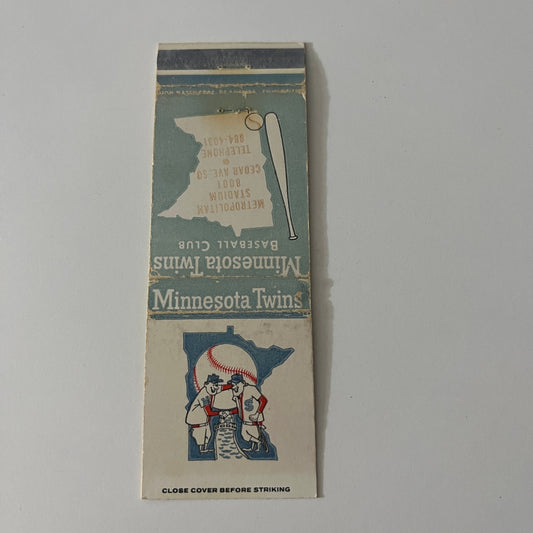 Minnesota Twins
BASEBALL CLUB
METROPOLITAN
STADIUM
8001
CEDAR AVE. SO
TELEPHONE
884-4031
Minnesota Twins
M
S
CLOSE COVER BEFORE STRIKING